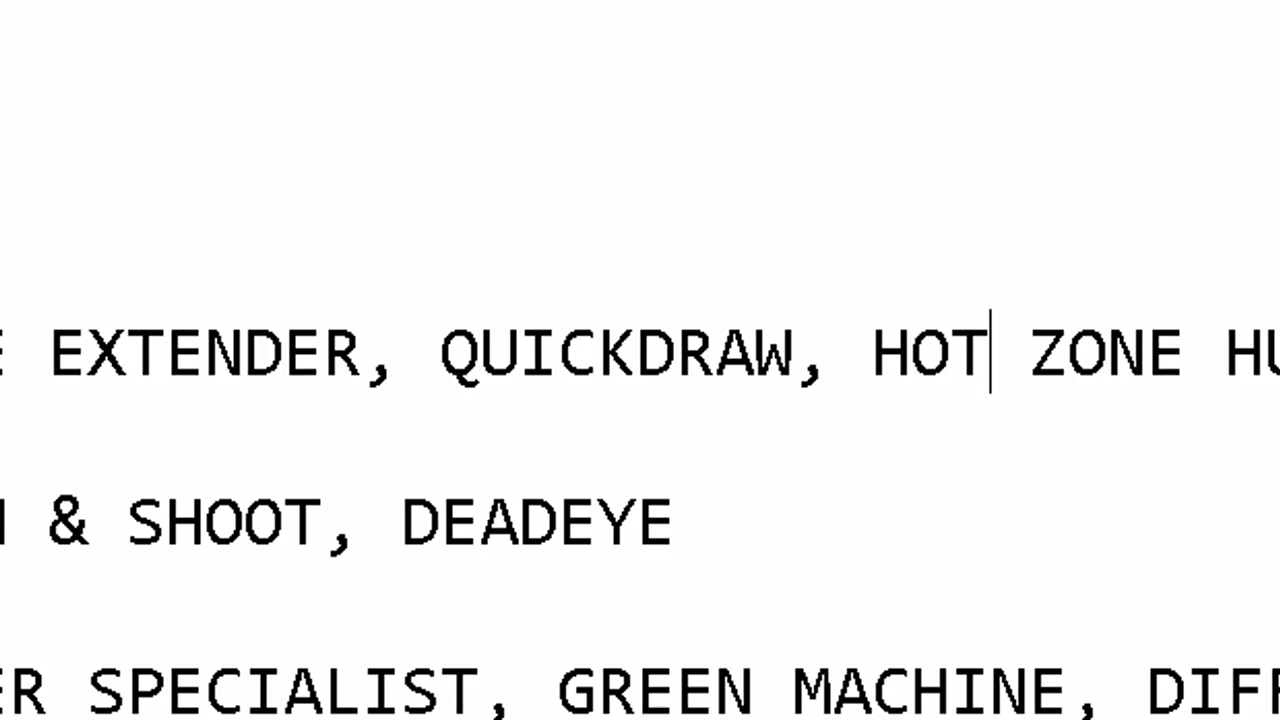 EXTENDER, QUICKDRAW, HOT ZONE
& SHOOT, DEADEYE
SPECIALIST, GREEN MACHINE,